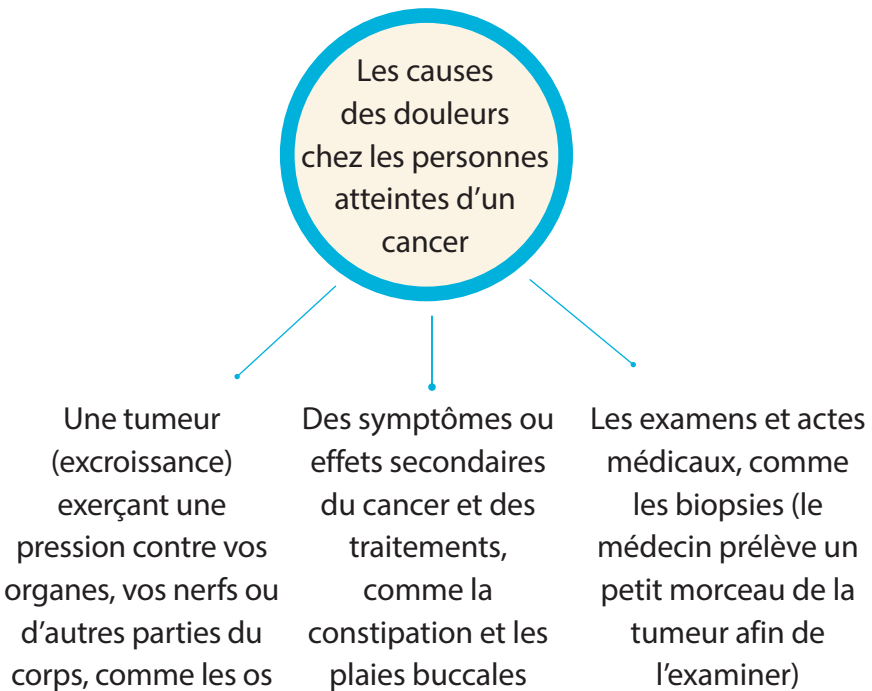 Les causes
des douleurs
chez les personnes
atteintes d’un
cancer
Une tumeur
(excroissance)
exerçant une
pression contre vos
organes, vos nerfs ou
d’autres parties du
corps, comme les os
Des symptômes ou
effets secondaires
du cancer et des
traitements,
comme la
constipation et les
plaies buccales
Les examens et actes
médicaux, comme
les biopsies (le
médecin prélève un
petit morceau de la
tumeur afin de
l’examiner)